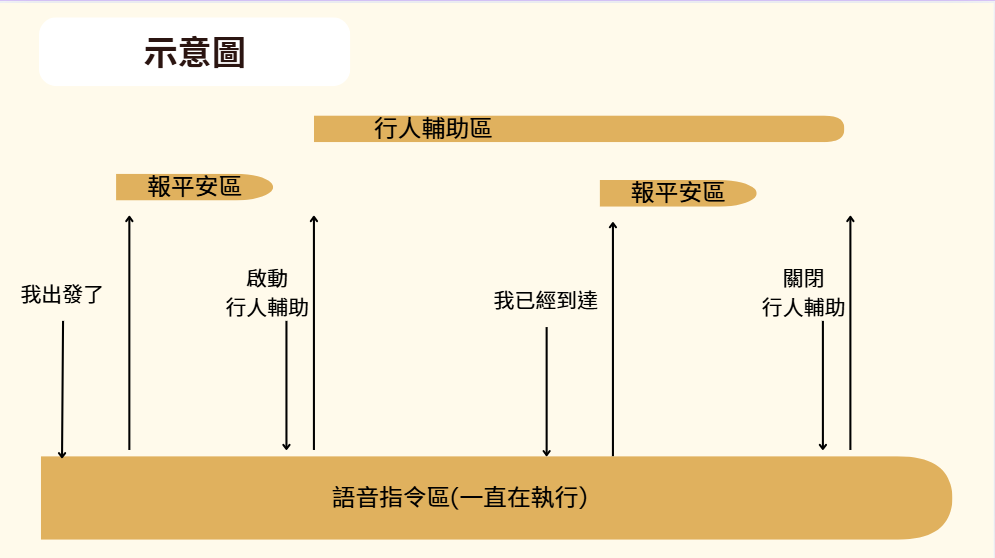 示意圖
行人輔助區
報平安區
報平安區
我出發了
啟動
行人輔助
我已經到達
關閉
行人輔助
語音指令區(一直在執行)